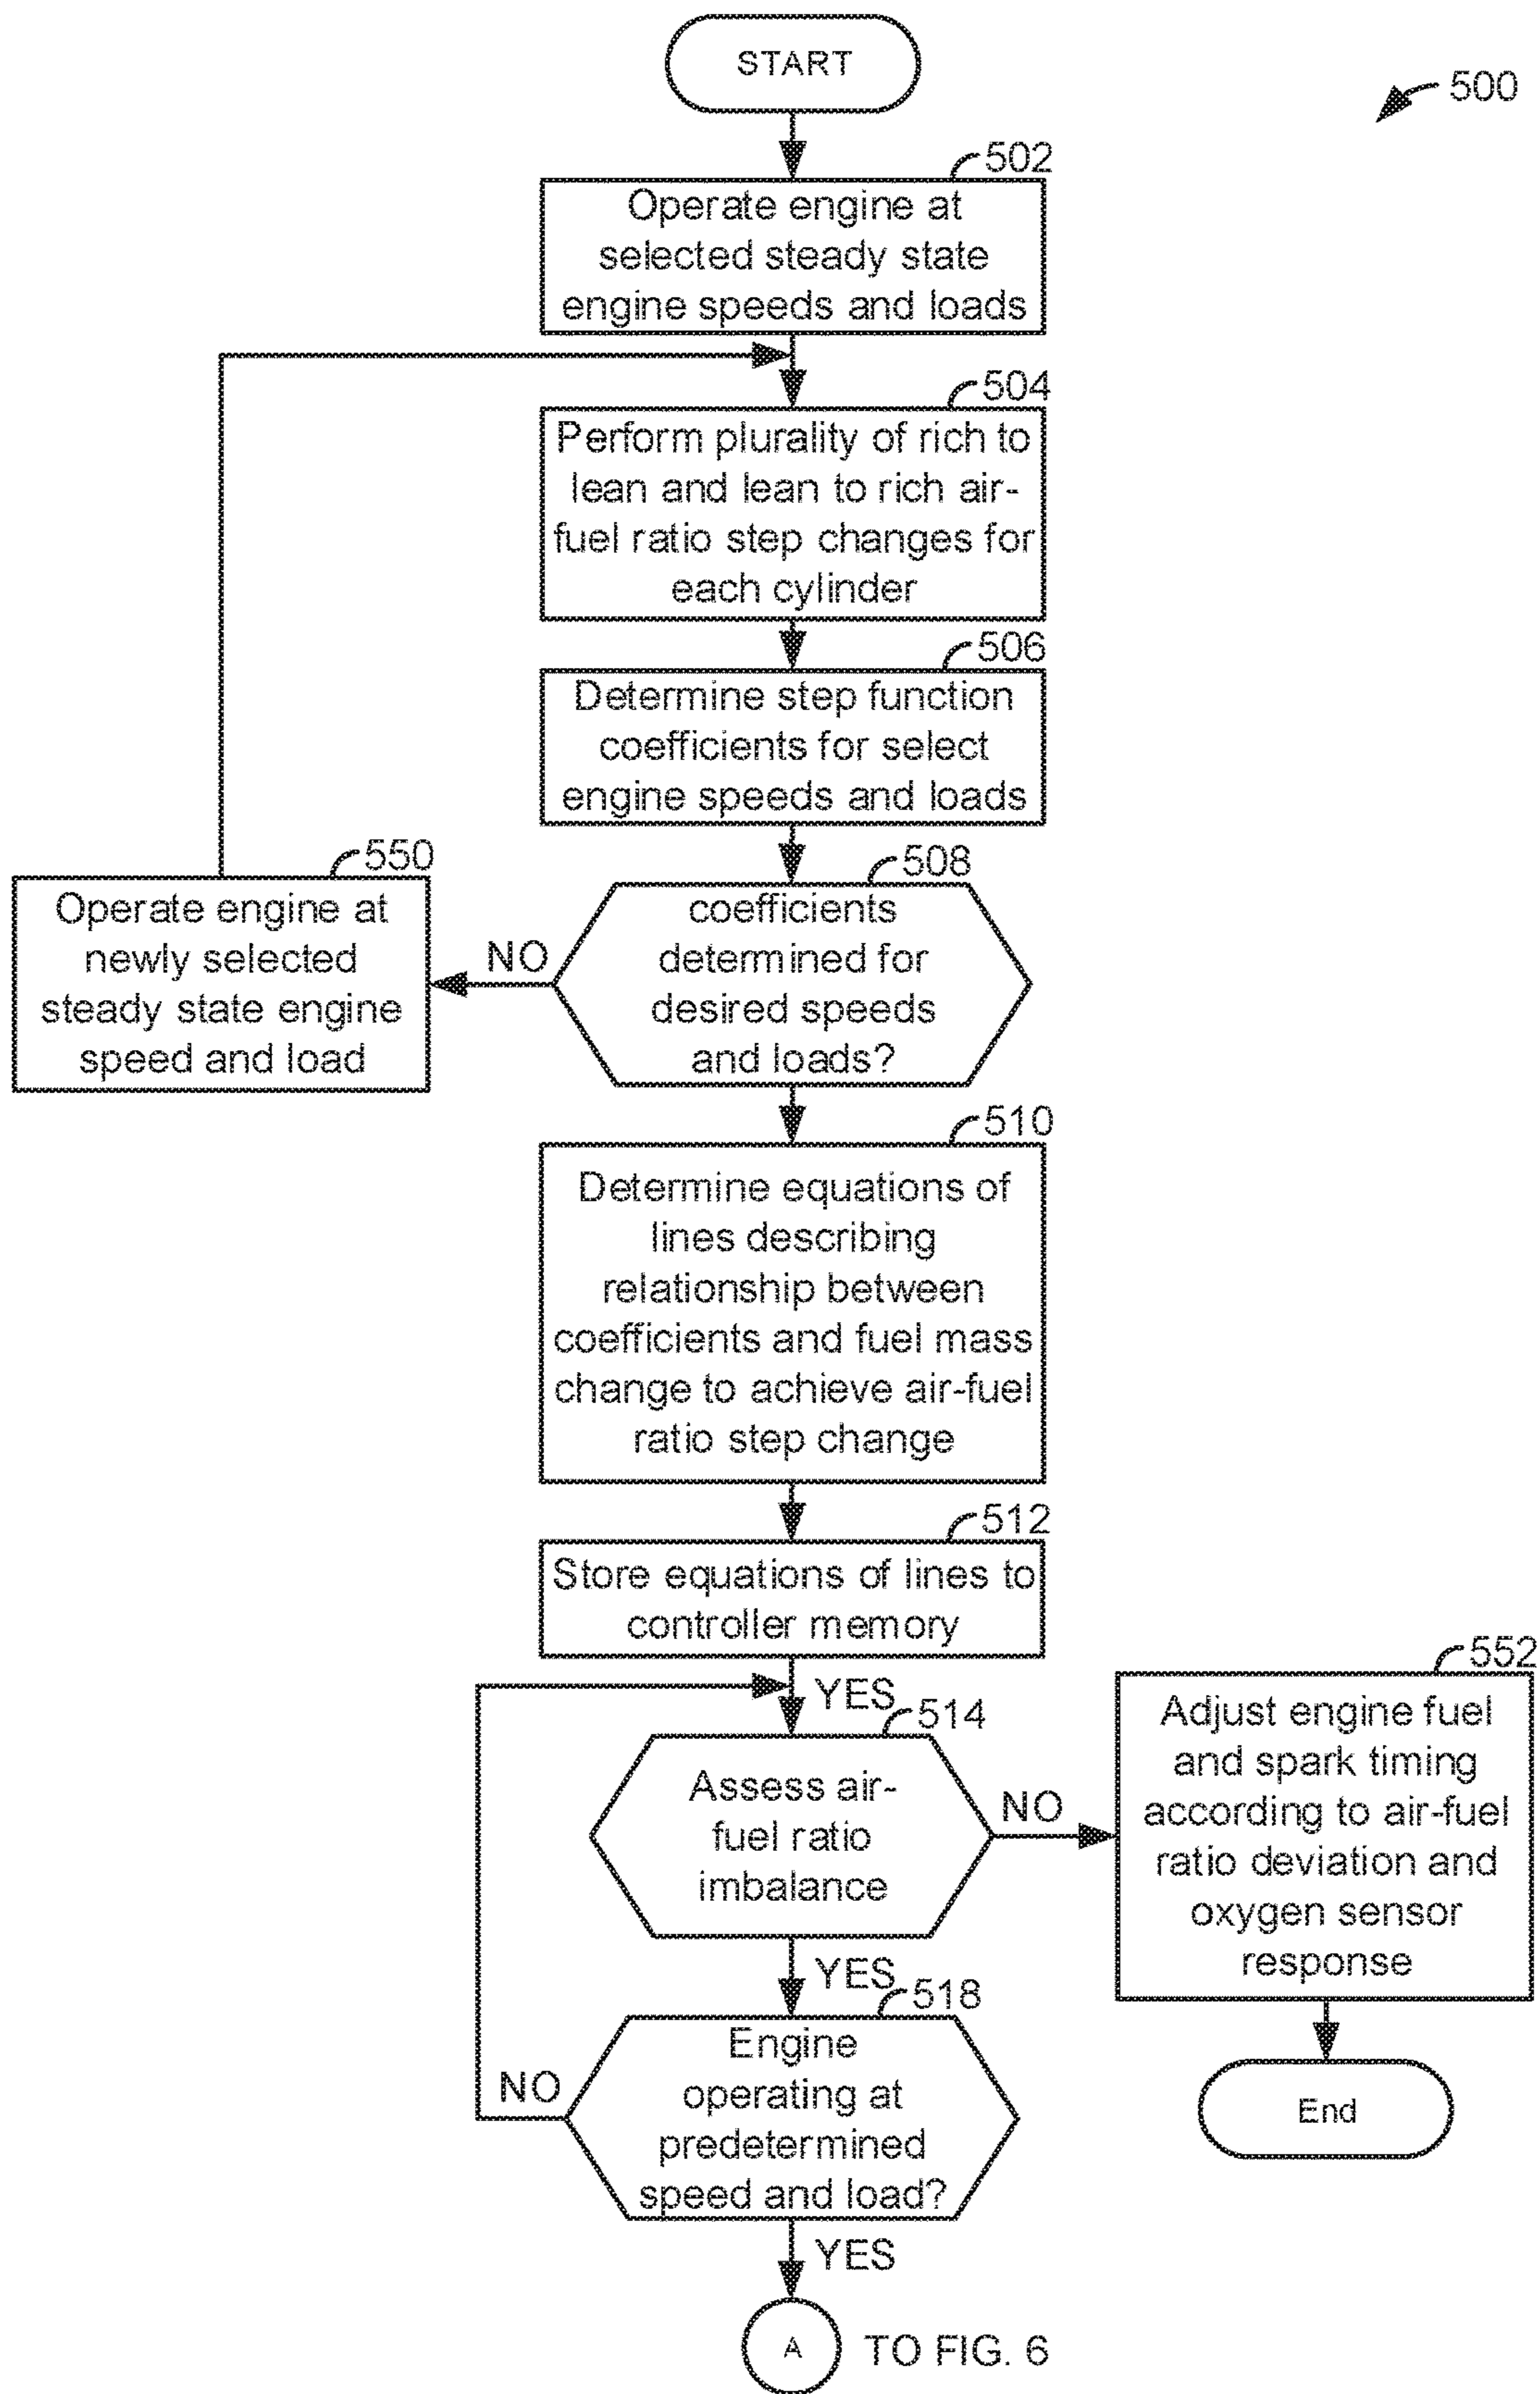 START
500
502
Operate engine at
selected steady state
engine speeds and loads
504
Perform plurality of rich to
lean and lean to rich air-
fuel ratio step changes for
each cylinder
506
Determine step function
coefficients for select
engine speeds and loads
550
Operate engine at
newly selected
steady state engine
speed and load
NO
508
coefficients
determined for
desired speeds
and loads?
510
Determine equations of
lines describing
relationship between
coefficients and fuel mass
change to achieve air-fuel
ratio step change
512
Store equations of lines to
controller memory
YES
514
Assess air-
fuel ratio
imbalance
NO
552
Adjust engine fuel
and spark timing
according to air-fuel
ratio deviation and
oxygen sensor
response
End
YES
518
Engine
operating at
predetermined
speed and load?
NO
YES
A
TO FIG. 6